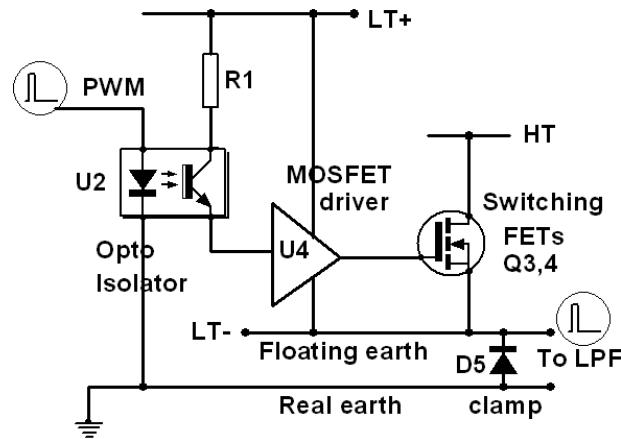 LT+
R1
PWM
HT
U2
MOSFET
driver
Switching
FETs
Q3,4
U4
Opto
Isolator
LT-
Floating earth
D5
To LPF
Real earth
clamp